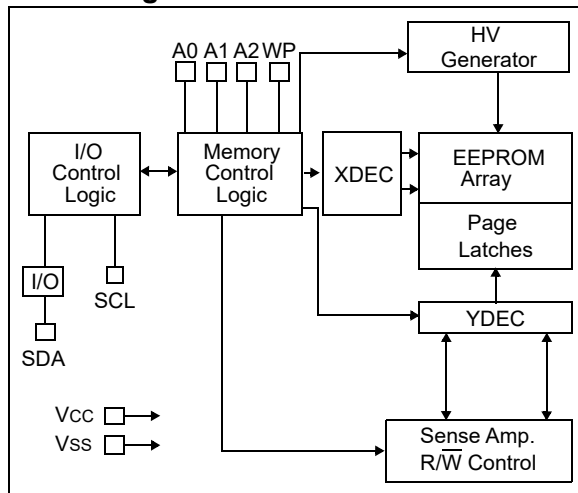 A0 A1 A2 WP
HV
Generator
I/O
Control
Logic
Memory
Control
Logic
XDEC
EEPROM
Array
Page
Latches
I/O
SCL
SDA
YDEC
Vcc
Vss
Sense Amp.
R/W̅ Control